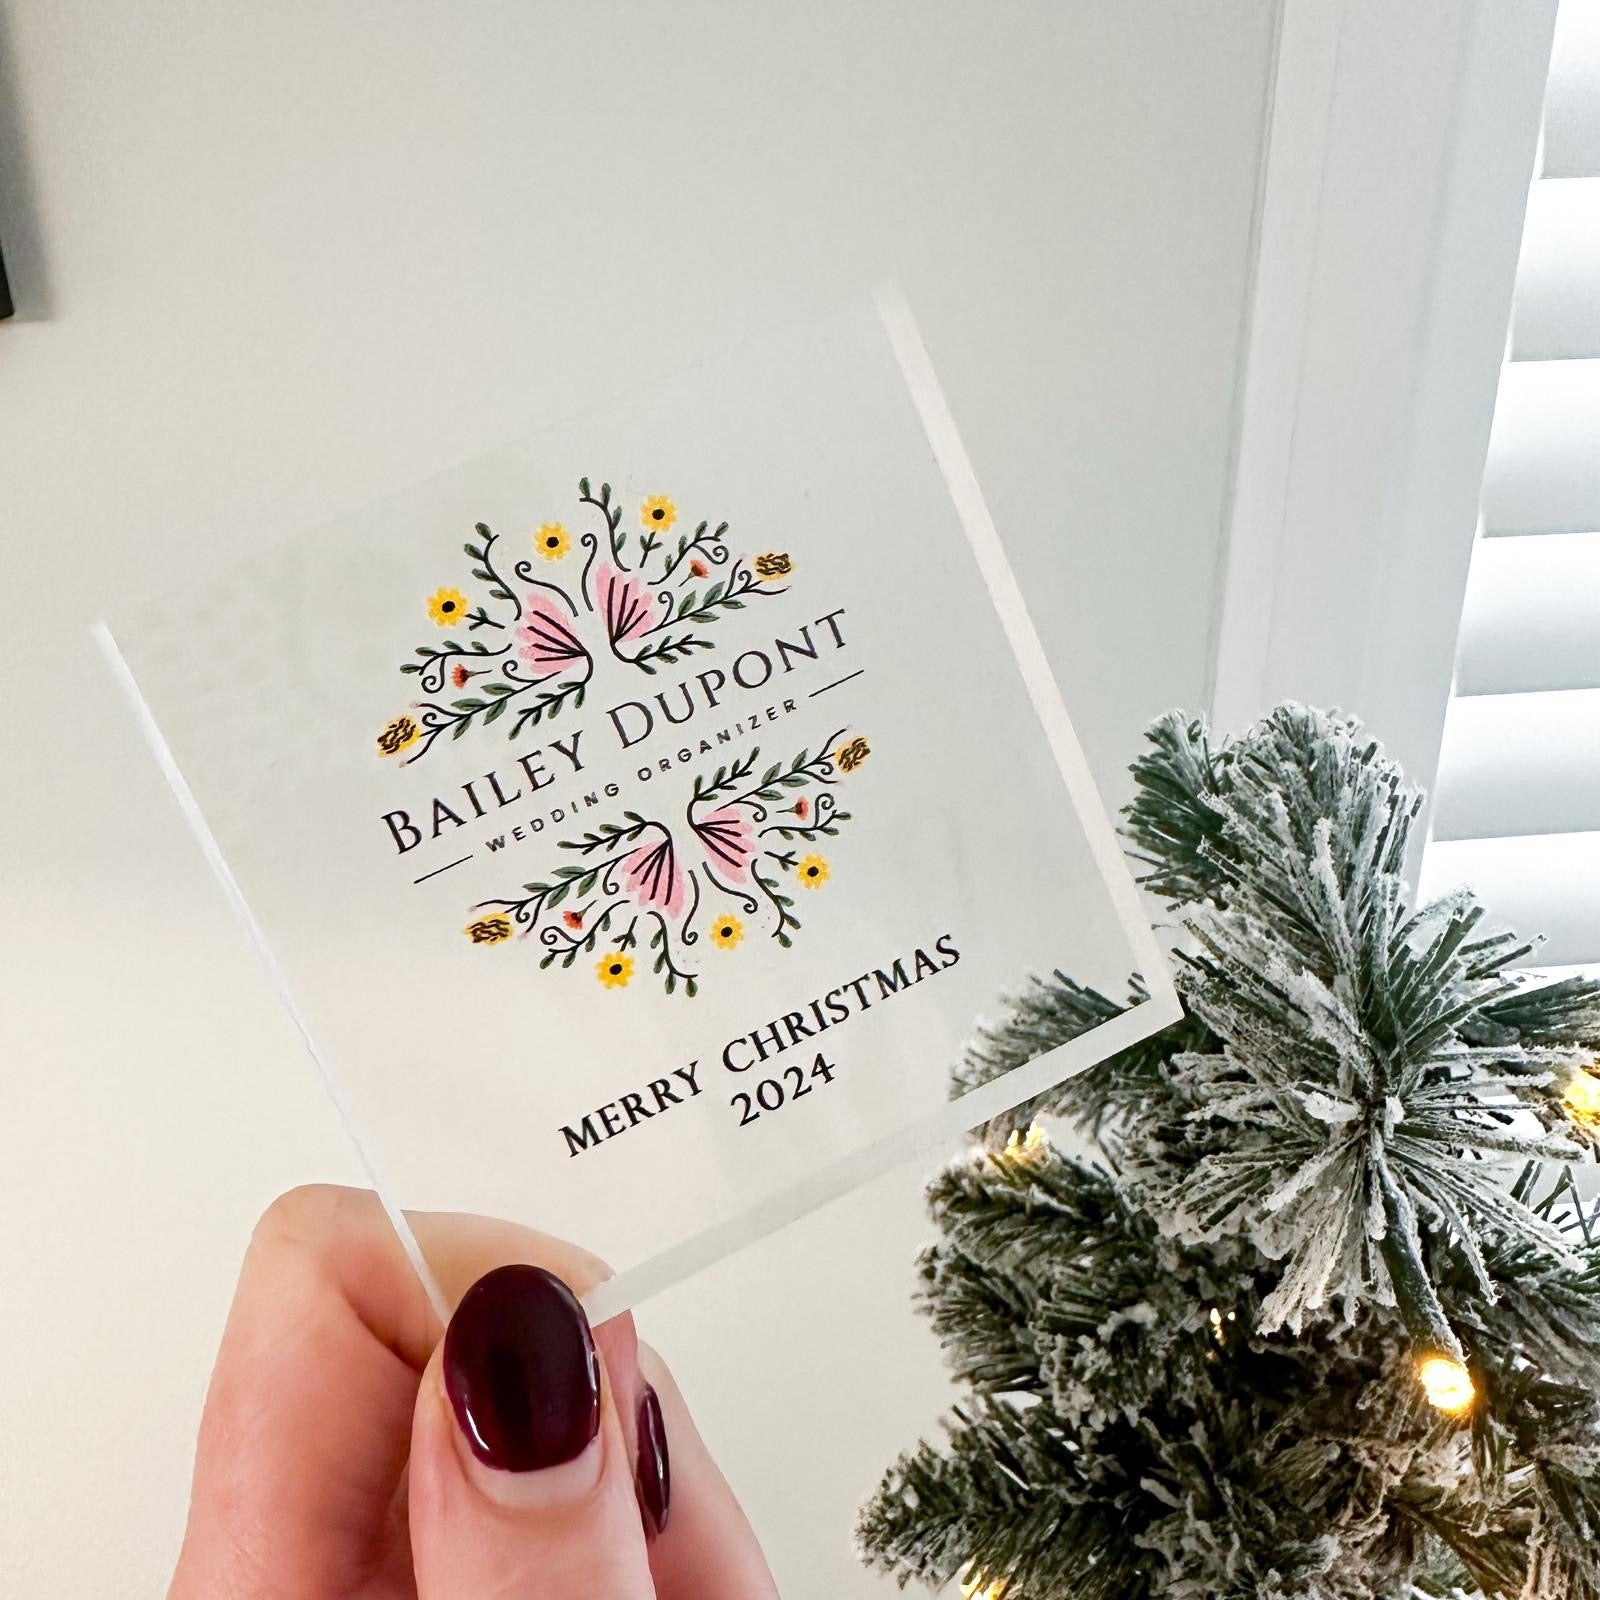 BAILEY DUPONT
WEDDING ORGANIZER
MERRY CHRISTMAS
2024